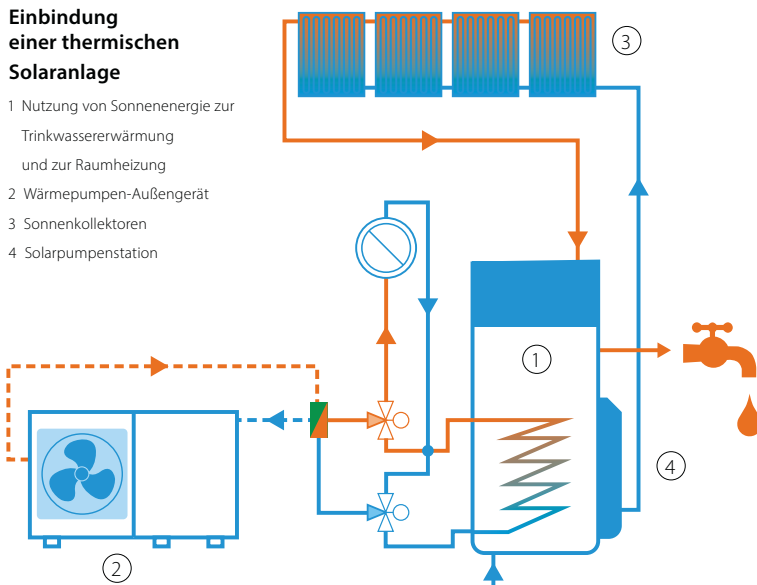 Einbindung
einer thermischen
Solaranlage
1 Nutzung von Sonnenenergie zur
Trinkwassererwärmung
und zur Raumheizung
2 Wärmepumpen-Außengerät
3 Sonnenkollektoren
4 Solarpumpenstation
3
1
4
2